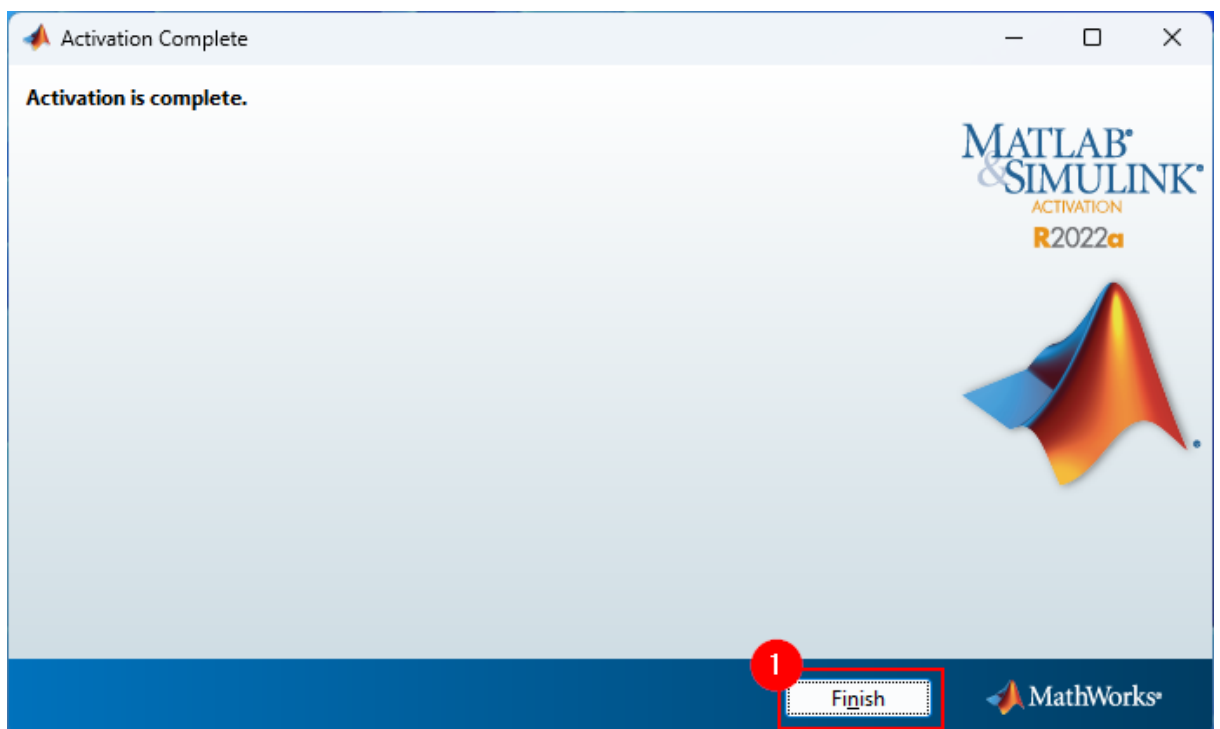 Activation Complete
Activation is complete.
MATLAB®
&SIMULINK®
ACTIVATION
R2022a
1
Finish
MathWorks®